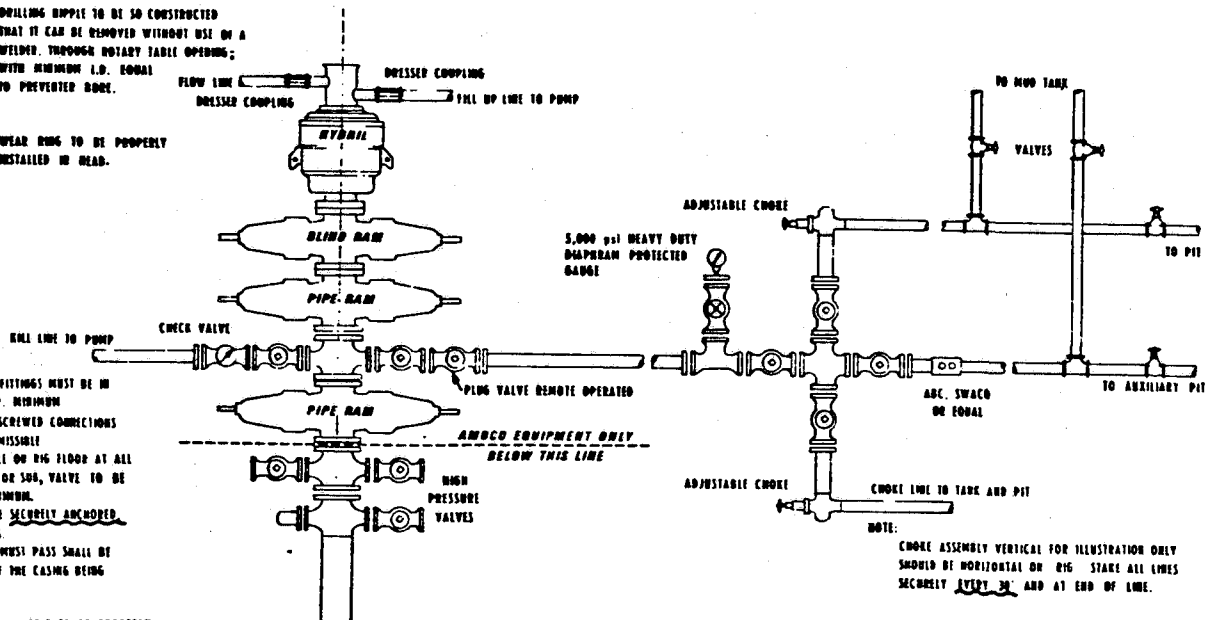 DRILLING NIPPLE TO BE SO CONSTRUCTED
THAT IT CAN BE REMOVED WITHOUT USE OF A
WELDER. THROUGH ROTARY TABLE OPENING;
WITH MINIMUM I.D. EQUAL
TO PREVENTER BORE.
WEAR RING TO BE PROPERLY
INSTALLED IN HEAD.
FLOW LINE
DRESSER COUPLING
DRESSER COUPLING
FILL UP LINE TO PUMP
HYDRIL
BLIND RAM
PIPE RAM
KILL LINE TO PUMP
CHECK VALVE
PLUG VALVE REMOTE OPERATED
PIPE RAM
AMOCO EQUIPMENT ONLY
BELOW THIS LINE
HIGH
PRESSURE
VALVES
FITTINGS MUST BE IN
MINIMUM
SCREWED CONNECTIONS
MISSIBLE
OR RIG FLOOR AT ALL
OR SUB, VALVE TO BE
SECURELY ANCHORED
MUST PASS SHALL BE
THE CASING BEING
5,000 psi HEAVY DUTY
DIAPHRAM PROTECTED
GAUGE
ADJUSTABLE CHOKE
TO MUD TANK
VALVES
TO PIT
ABC, SWACO
OR EQUAL
TO AUXILIARY PIT
ADJUSTABLE CHOKE
CHOKE LINE TO TANK AND PIT
NOTE:
CHOKE ASSEMBLY VERTICAL FOR ILLUSTRATION ONLY
SHOULD BE HORIZONTAL ON RIG STAKE ALL LINES
SECURELY EVERY 30' AND AT END OF LINE.